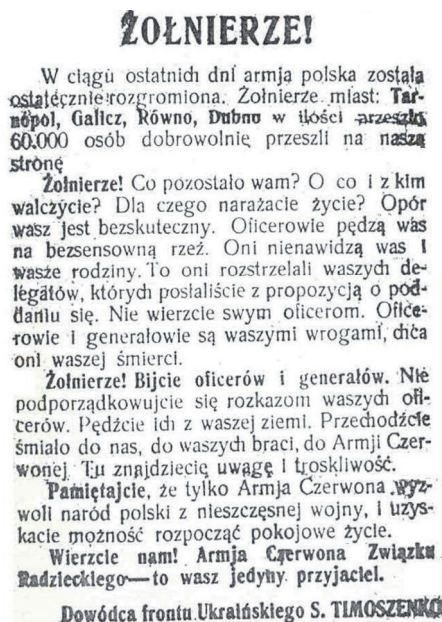 ŻOŁNIERZE!
W ciągu ostatnich dni armja polska została
ostatecznie rozgromiona. Żołnierze miast: Tar-
nopol, Galicz, Równo, Dubno w ilości przeszło
60.000 osób dobrowolnie przeszli na naszą
stronę
Żołnierze! Co pozostało wam? O co i z kim
walczycie? Dla czego narażacie życie? Opór
wasz jest bezskuteczny. Oficerowie pędzą was
na bezsensowną rzeź. Oni nienawidzą was i
wasze rodziny. To oni rozstrzelali waszych de-
legatów, których posłaliście z propozycją o pod-
daniu się. Nie wierzcie swym oficerom. Ofice-
rowie i generałowie są waszymi wrogami, chcą
oni waszej śmierci.
Żołnierze! Bijcie oficerów i generałów. Nie
podporządkowujcie się rozkazom waszych ofi-
cerów. Pędźcie ich z waszej ziemi. Przechodźcie
śmiało do nas, do waszych braci, do Armji Czer-
wonej. Tu znajdziecie uwagę i troskliwość.
Pamiętajcie, że tylko Armja Czerwona wyz-
woli naród polski z nieszczęsnej wojny, i uzys-
kacie możność rozpocząć pokojowe życie.
Wierzcie nam! Armja Czerwona Związku
Radzieckiego—to wasz jedyny przyjaciel.
Dowódca frontu Ukraińskiego S. TIMOSZENKO